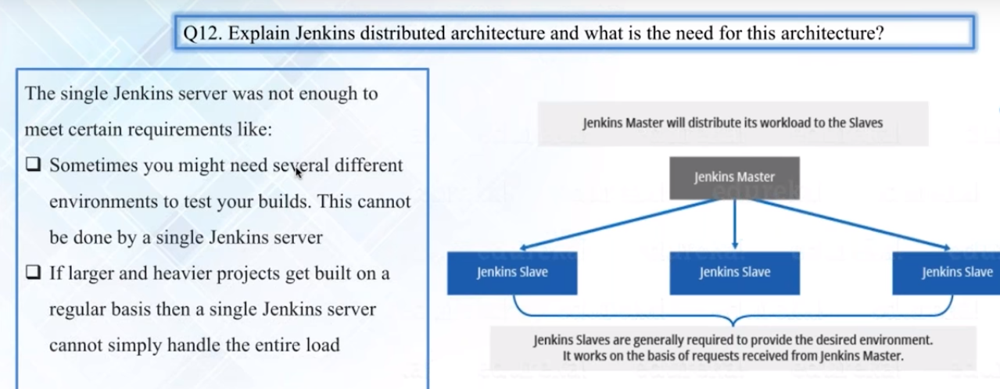 Q12. Explain Jenkins distributed architecture and what is the need for this architecture?
The single Jenkins server was not enough to
meet certain requirements like:
❑ Sometimes you might need several different
environments to test your builds. This cannot
be done by a single Jenkins server
❑ If larger and heavier projects get built on a
regular basis then a single Jenkins server
cannot simply handle the entire load
Jenkins Master will distribute its workload to the Slaves
Jenkins Master
Jenkins Slave
Jenkins Slave
Jenkins Slave
Jenkins Slaves are generally required to provide the desired environment.
It works on the basis of requests received from Jenkins Master.